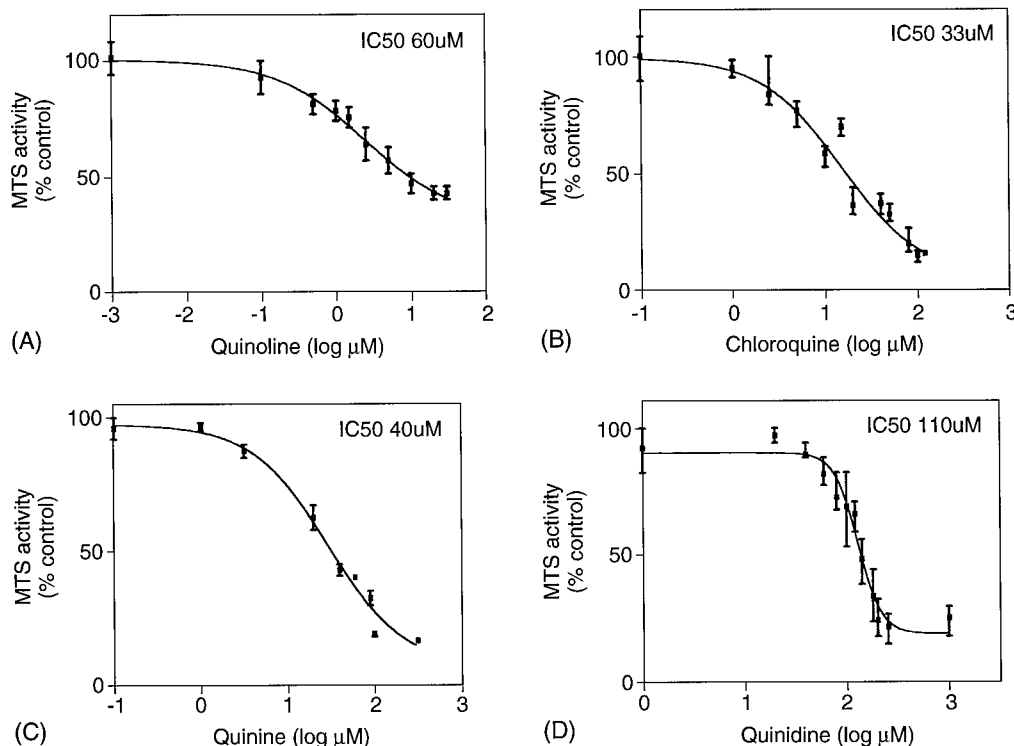 IC50 60uM
100
50
0
MTS activity
(% control)
-3
-2
-1
0
1
2
Quinoline (log μM)
(A)
IC50 33uM
100
50
0
MTS activity
(% control)
-1
0
1
2
3
Chloroquine (log μM)
(B)
IC50 40uM
100
50
0
MTS activity
(% control)
-1
0
1
2
3
Quinine (log μM)
(C)
IC50 110uM
100
50
0
MTS activity
(% control)
0
1
2
3
Quinidine (log μM)
(D)